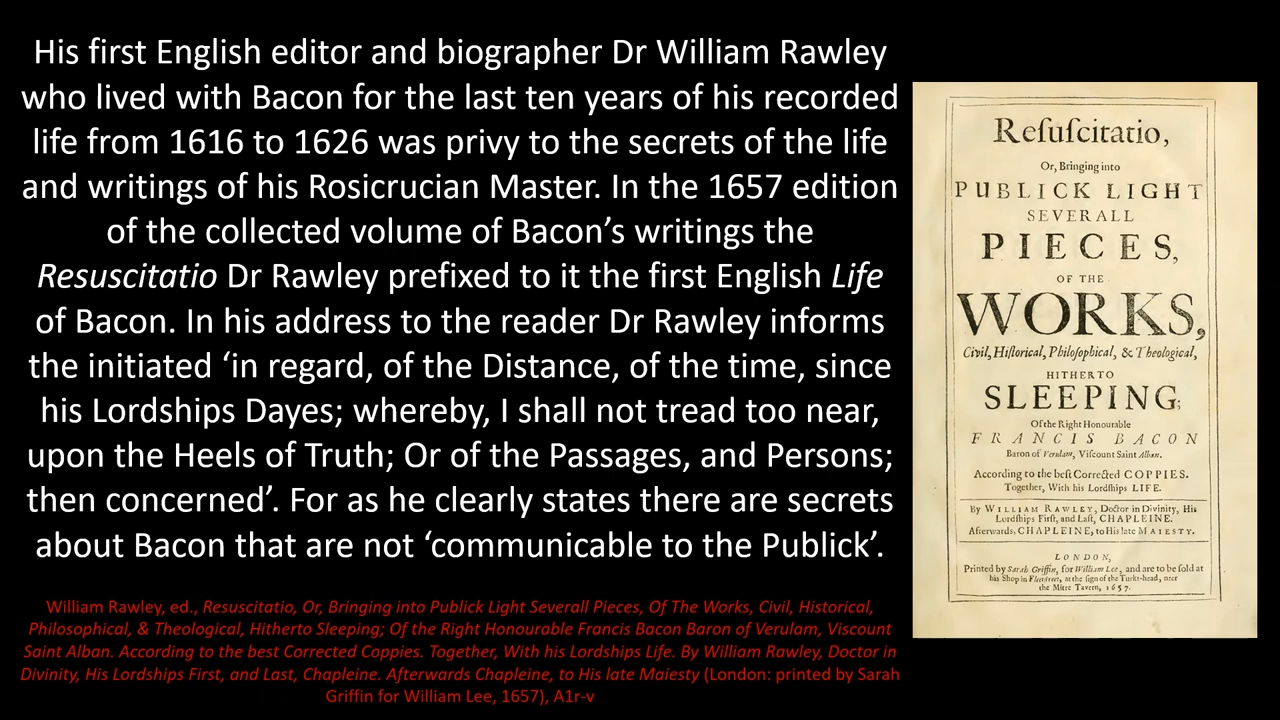 His first English editor and biographer Dr William Rawley
who lived with Bacon for the last ten years of his recorded
life from 1616 to 1626 was privy to the secrets of the life
and writings of his Rosicrucian Master. In the 1657 edition
of the collected volume of Bacon’s writings the
Resuscitatio Dr Rawley prefixed to it the first English Life
of Bacon. In his address to the reader Dr Rawley informs
the initiated ‘in regard, of the Distance, of the time, since
his Lordships Dayes; whereby, I shall not tread too near,
upon the Heels of Truth; Or of the Passages, and Persons;
then concerned’. For as he clearly states there are secrets
about Bacon that are not ‘communicable to the Publick’.
William Rawley, ed., Resuscitatio, Or, Bringing into Publick Light Severall Pieces, Of The Works, Civil, Historical,
Philosophical, & Theological, Hitherto Sleeping; Of the Right Honourable Francis Bacon Baron of Verulam, Viscount
Saint Alban. According to the best Corrected Coppies. Together, With his Lordships Life. By William Rawley, Doctor in
Divinity, His Lordships First, and Last, Chapleine. Afterwards Chapleine, to His late Maiesty (London: printed by Sarah
Griffin for William Lee, 1657), A1r-v
Reſuſcitatio,
Or, Bringing into
PUBLICK LIGHT
SEVERALL
PIECES,
OF THE
WORKS,
Civil, Hiſtorical, Philoſophical, & Theological,
HITHERTO
SLEEPING;
Of the Right Honourable
FRANCIS BACON
Baron of Verulam, Viſcount Saint Alban.
According to the beſt Corrected COPPIES.
Together, With his Lordſhips LIFE.
By WILLIAM RAWLEY, Doctor in Divinity, His
Lordſhips Firſt, and Laſt, CHAPLEINE.
Afterwards, CHAPLEINE, to His late MAIESTY.
LONDON,
Printed by Sarah Griffin, for William Lee, and are to be ſold at
his Shop in Fleetſtreet, at the ſign of the Turks-head, neer
the Mitre Tavern, 1657.